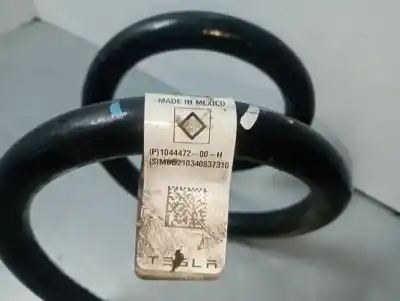 MADE IN MEXICO
(P)1044472-00-H
(S)MBB210340837310
TESLA